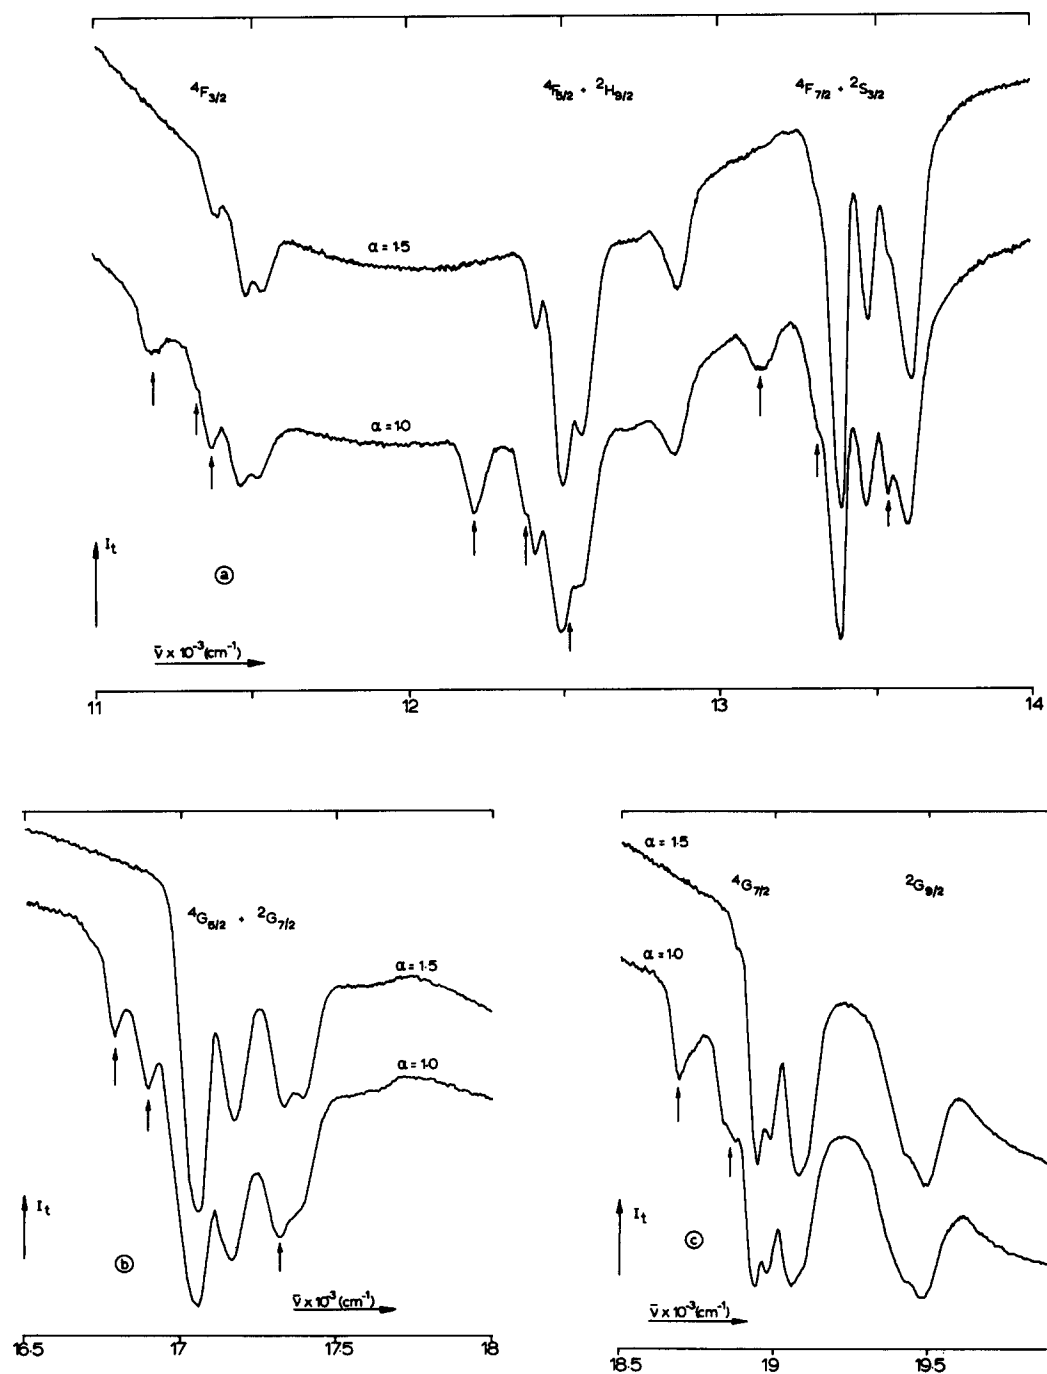 ⁴F₃/₂
⁴F₅/₂ + ²H₉/₂
⁴F₇/₂ + ²S₃/₂
α = 1.5
α = 1.0
Iₜ
ⓐ
ν̄ x 10⁻³ (cm⁻¹)
11 12 13 14
⁴G₅/₂ + ²G₇/₂
α = 1.5
α = 1.0
Iₜ
ⓑ
ν̄ x 10⁻³ (cm⁻¹)
16.5 17 17.5 18
α = 1.5
⁴G₇/₂ ²G₉/₂
α = 1.0
Iₜ
ⓒ
ν̄ x 10⁻³ (cm⁻¹)
18.5 19 19.5